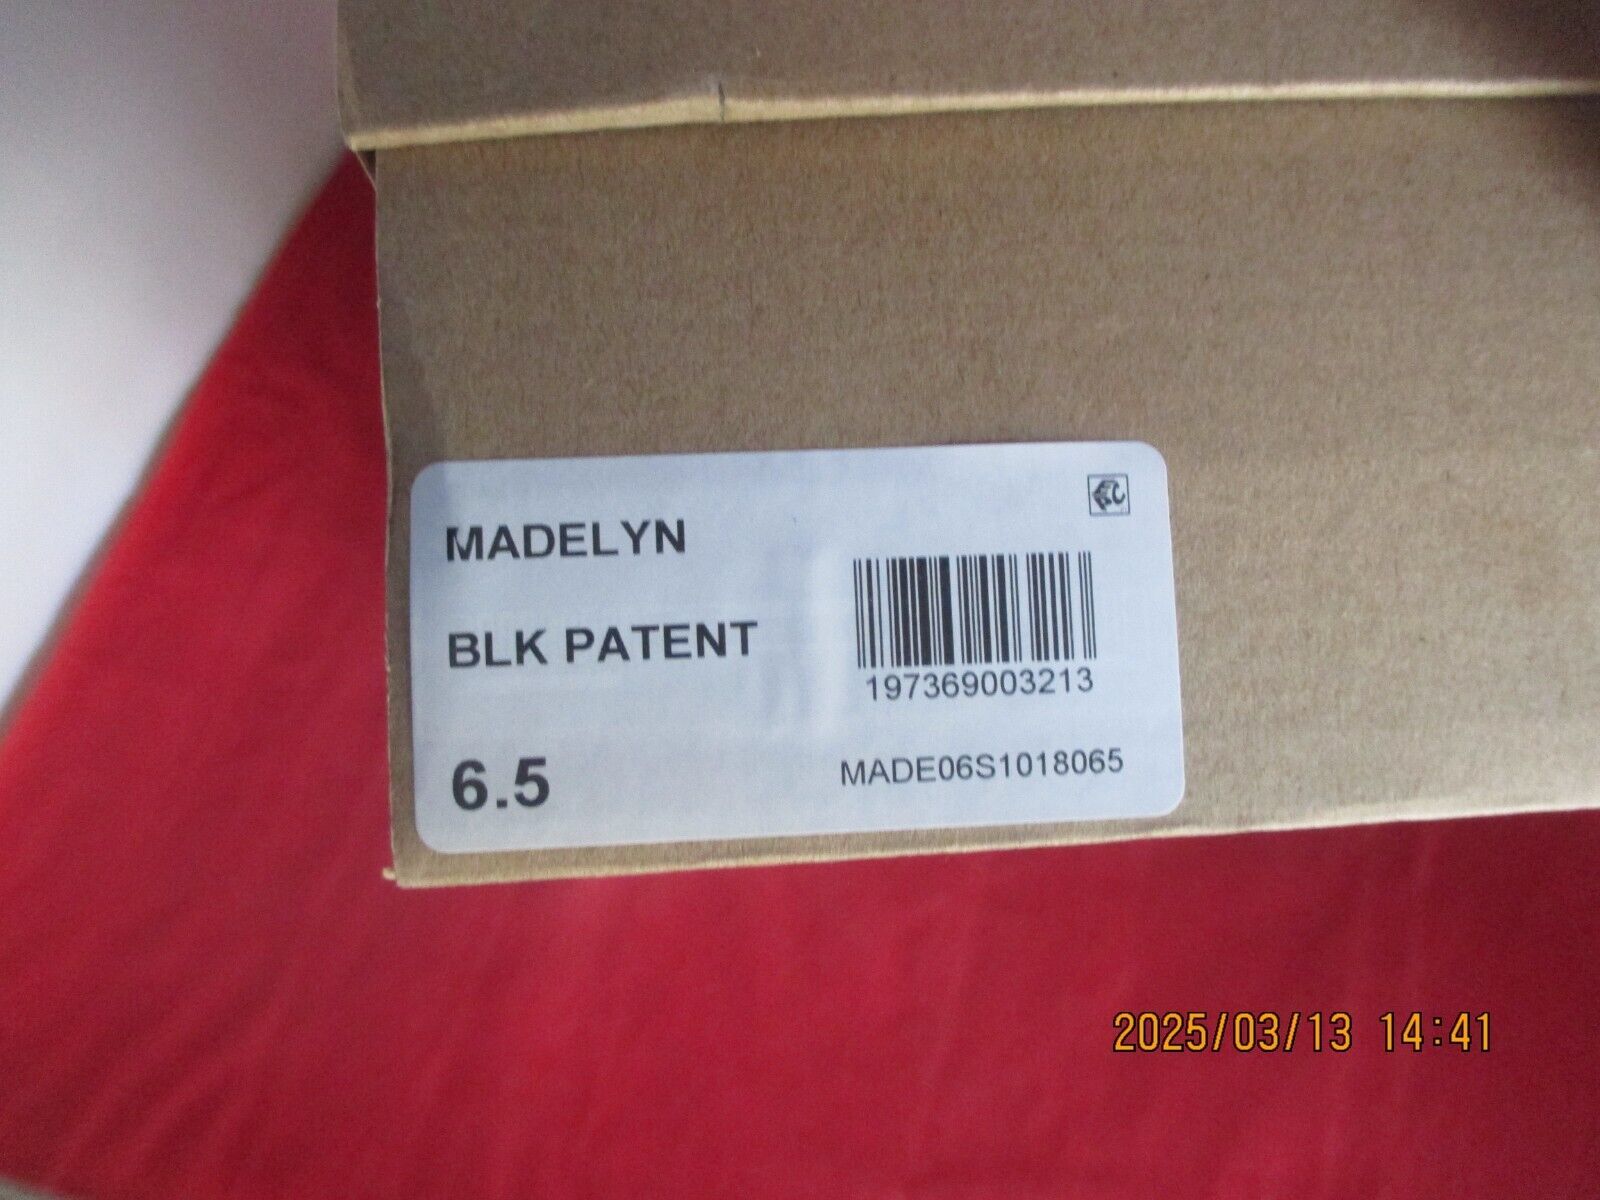 MADELYN
BLK PATENT
197369003213
6.5
MADE06S1018065
2025/03/13 14:41